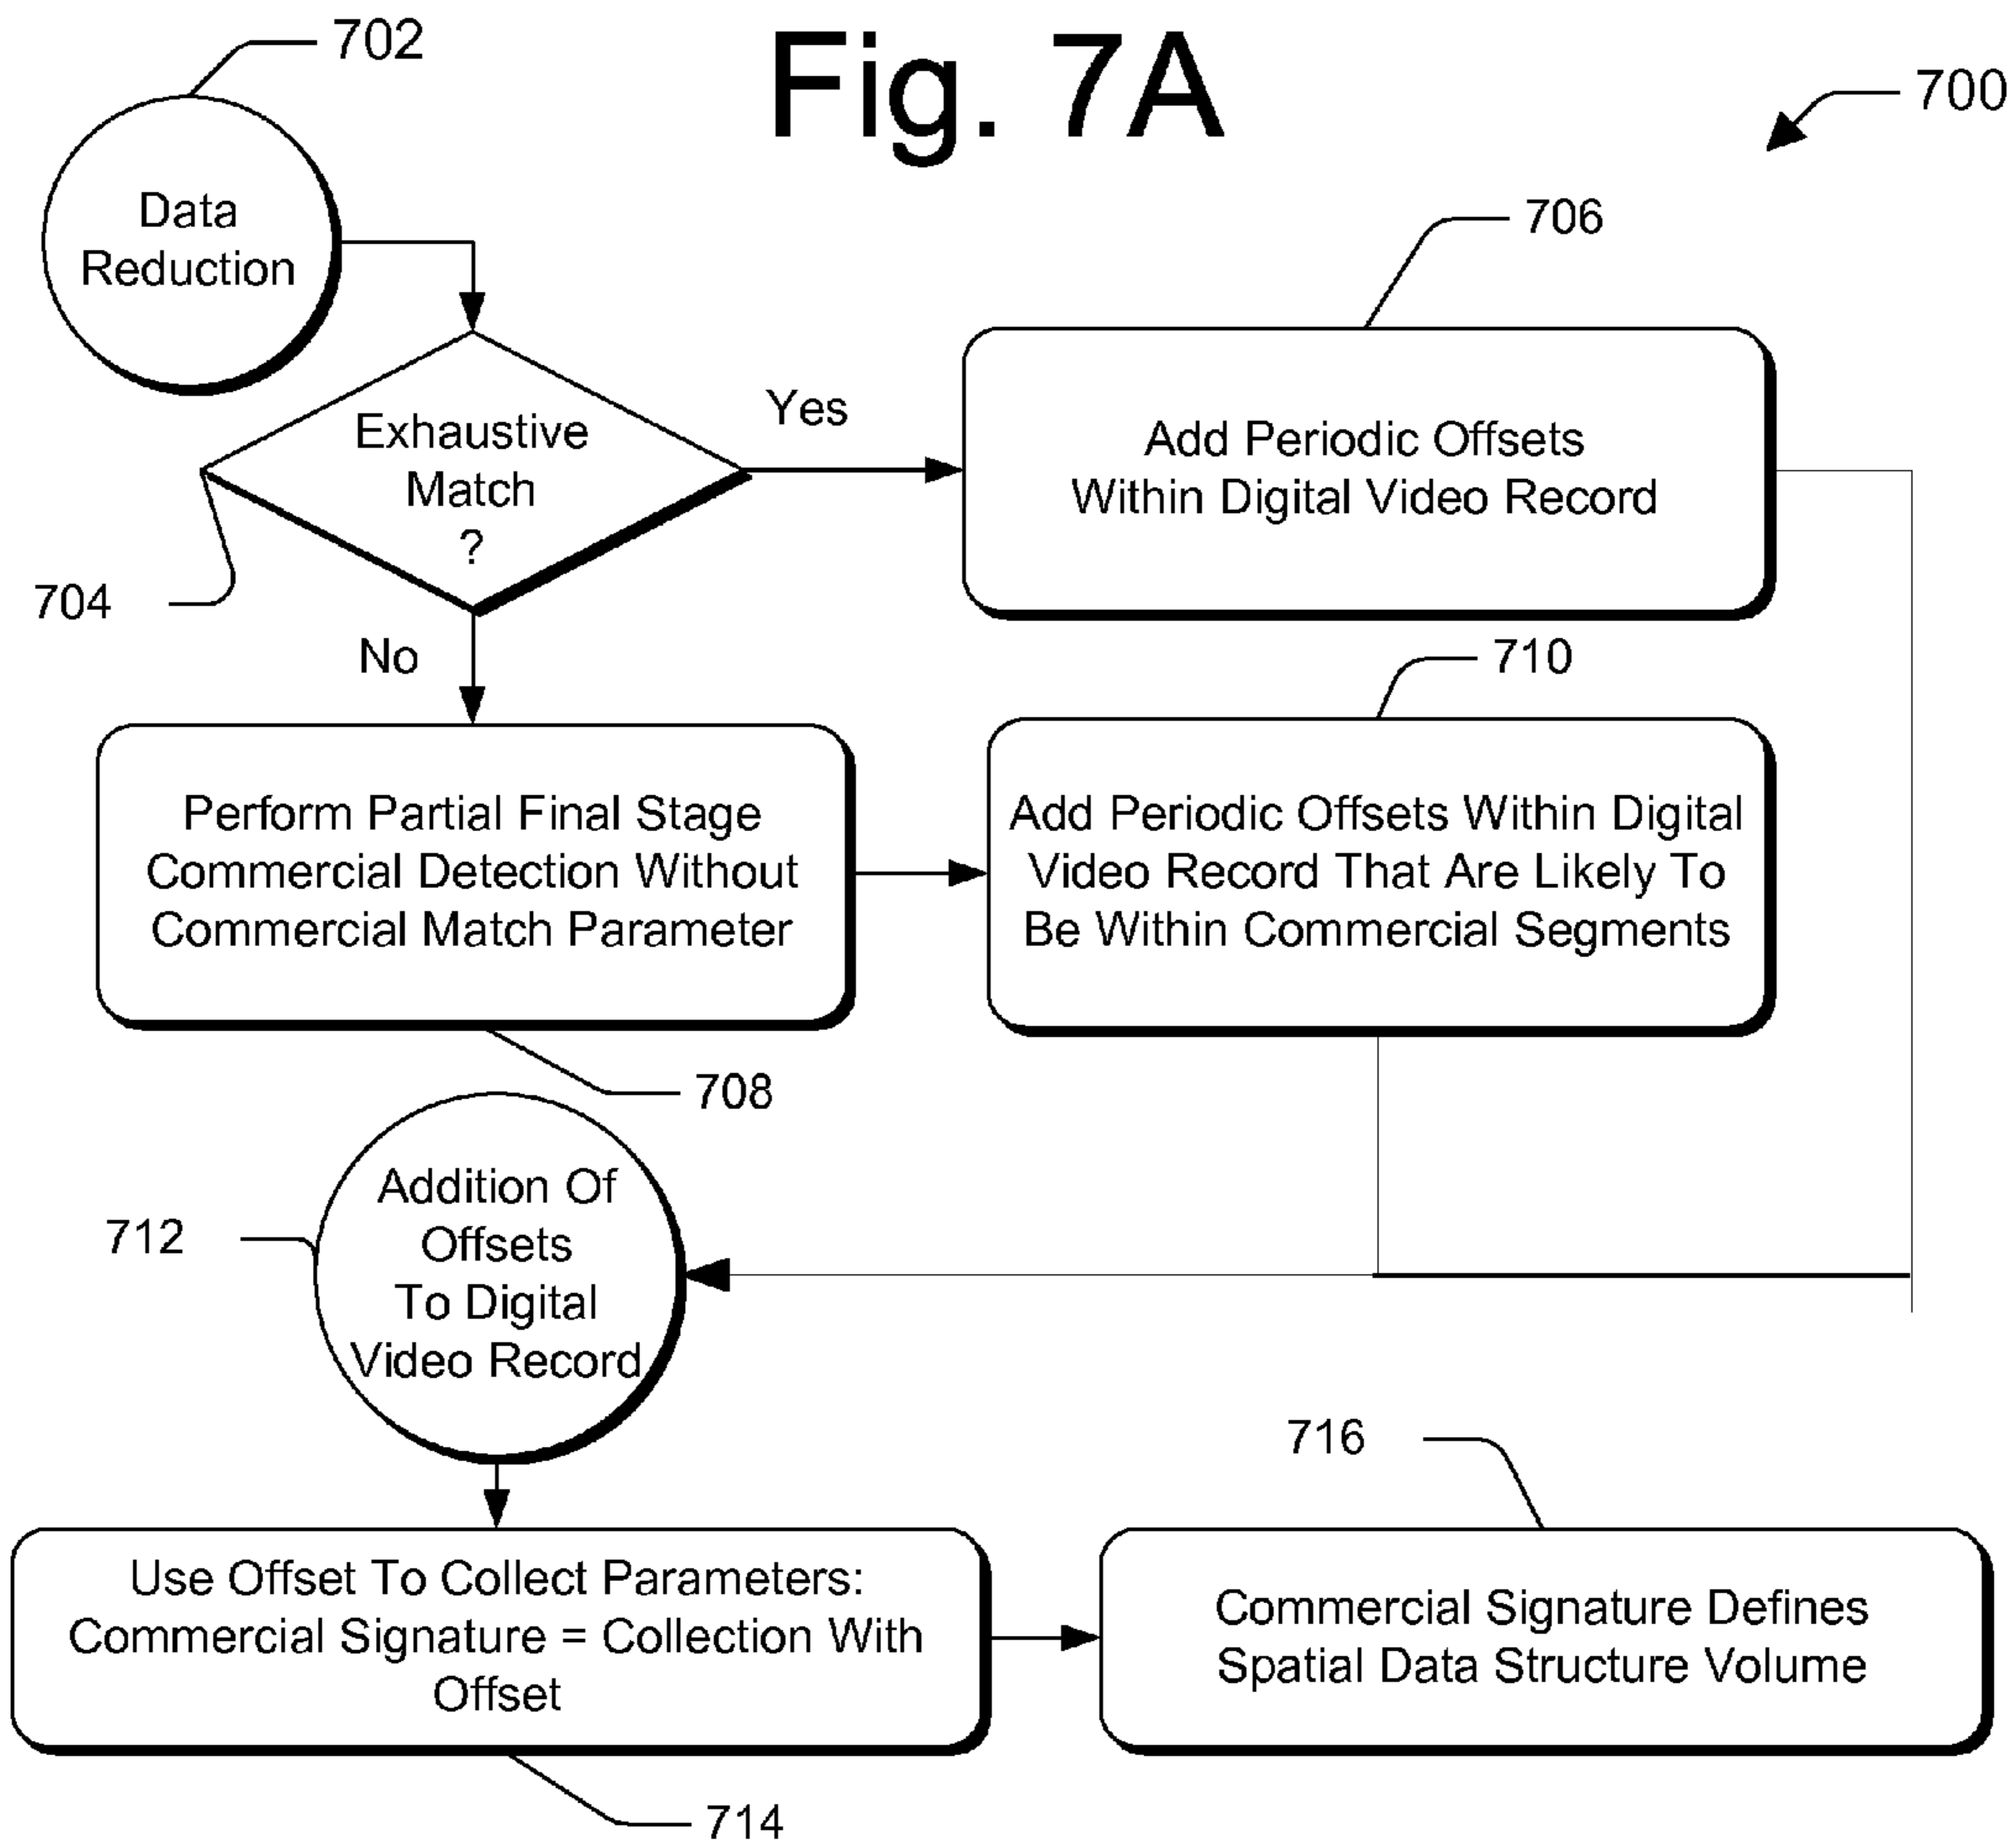 Fig. 7A
702
700
Data
Reduction
706
Exhaustive
Match
?
Yes
Add Periodic Offsets
Within Digital Video Record
704
No
710
Perform Partial Final Stage
Commercial Detection Without
Commercial Match Parameter
Add Periodic Offsets Within Digital
Video Record That Are Likely To
Be Within Commercial Segments
708
712
Addition Of
Offsets
To Digital
Video Record
716
Use Offset To Collect Parameters:
Commercial Signature = Collection With
Offset
Commercial Signature Defines
Spatial Data Structure Volume
714